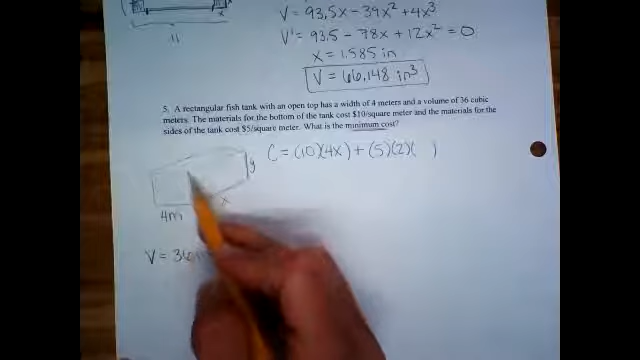 11
V = 93.5x - 39x² + 4x³
V' = 93.5 - 78x + 12x² = 0
x = 1.585 in
V = 66.148 in³
5. A rectangular fish tank with an open top has a width of 4 meters and a volume of 36 cubic
meters. The materials for the bottom of the tank cost $10/square meter and the materials for the
sides of the tank cost $5/square meter. What is the minimum cost?
C = (10)(4x) + (5)(2)( )
y
x
4m
V = 36